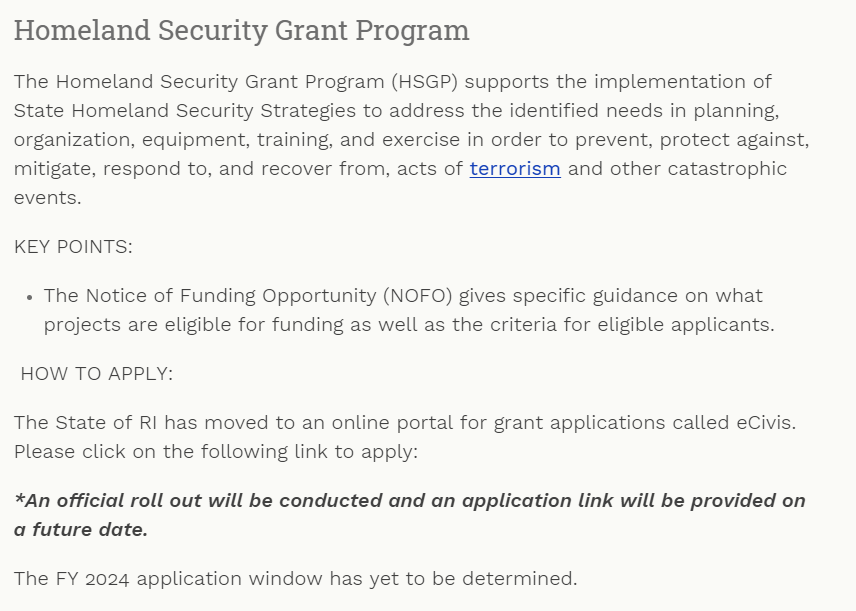 Homeland Security Grant Program
The Homeland Security Grant Program (HSGP) supports the implementation of
State Homeland Security Strategies to address the identified needs in planning,
organization, equipment, training, and exercise in order to prevent, protect against,
mitigate, respond to, and recover from, acts of terrorism and other catastrophic
events.
KEY POINTS:
• The Notice of Funding Opportunity (NOFO) gives specific guidance on what
projects are eligible for funding as well as the criteria for eligible applicants.
HOW TO APPLY:
The State of RI has moved to an online portal for grant applications called eCivis.
Please click on the following link to apply:
*An official roll out will be conducted and an application link will be provided on
a future date.
The FY 2024 application window has yet to be determined.